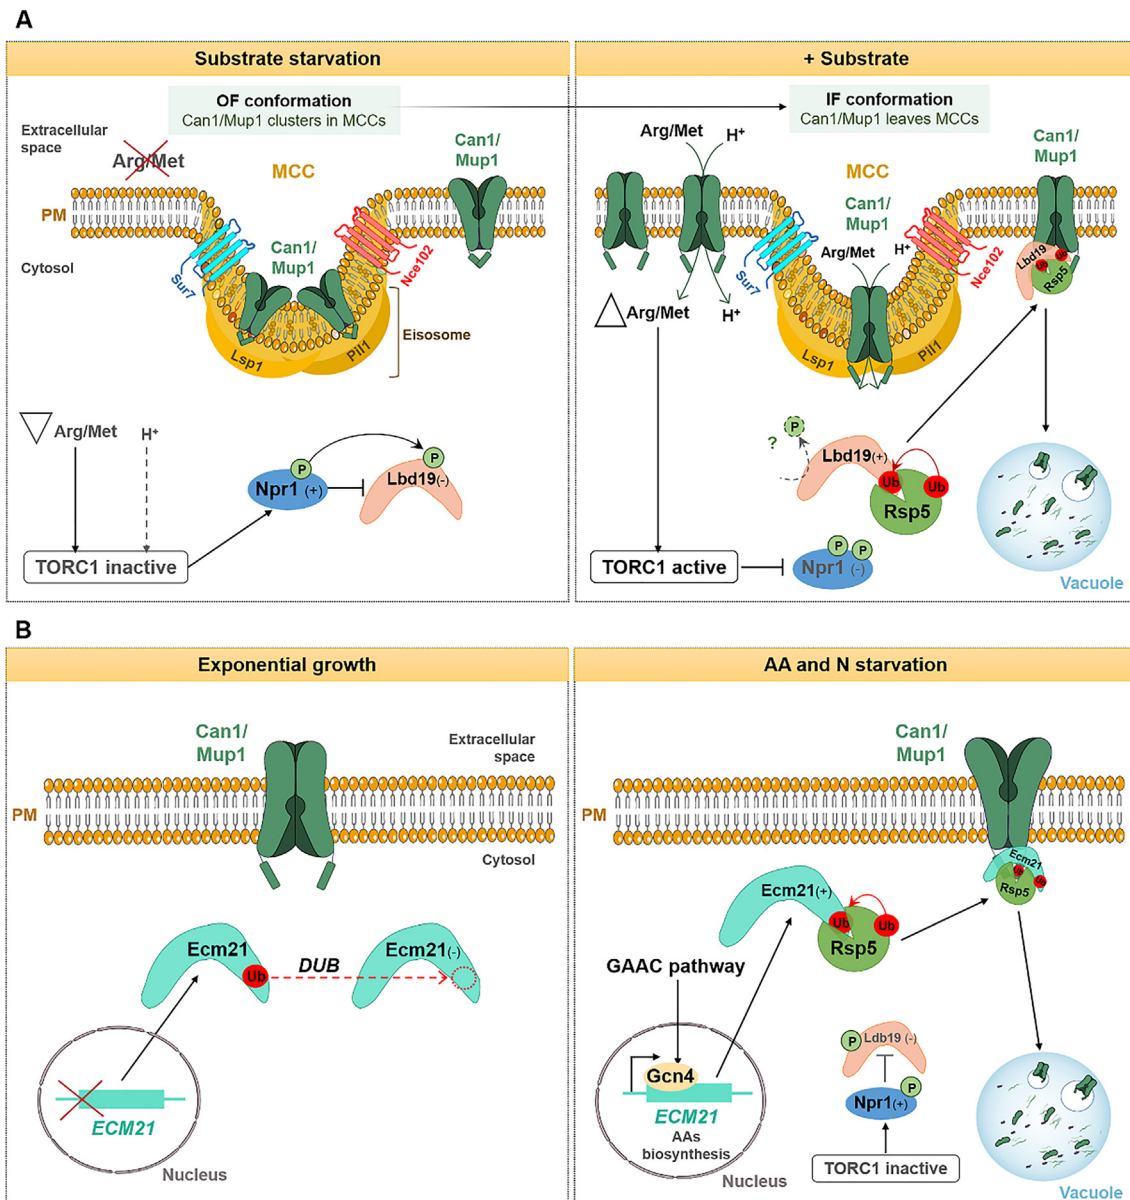 A
Substrate starvation
OF conformation
Can1/Mup1 clusters in MCCs
Extracellular
space
Arg/Met
MCC
Can1/
Mup1
PM
Cytosol
Sur7
Can1/
Mup1
Nce102
Lsp1
Pil1
Eisosome
Arg/Met
H+
P
P
Npr1 (+)
Lbd19(-)
TORC1 inactive
+ Substrate
IF conformation
Can1/Mup1 leaves MCCs
Arg/Met
H+
MCC
Can1/
Mup1
Can1/
Mup1
Arg/Met
H+
Sur7
Nce102
Lbd19
Ub
Ub
Rsp5
Arg/Met
H+
Lsp1
Pil1
?
P
Lbd19(+)
Ub
Ub
Rsp5
TORC1 active
P
P
Npr1 (-)
Vacuole
B
Exponential growth
Can1/
Mup1
Extracellular
space
PM
Cytosol
Ecm21
Ub
DUB
Ecm21(-)
ECM21
Nucleus
AA and N starvation
Can1/
Mup1
PM
Ecm21
Ub
Ub
Rsp5
Ecm21(+)
Ub
Ub
Rsp5
GAAC pathway
Gcn4
ECM21
AAs
biosynthesis
Nucleus
P
Ldb19 (-)
P
Npr1(+)
TORC1 inactive
Vacuole